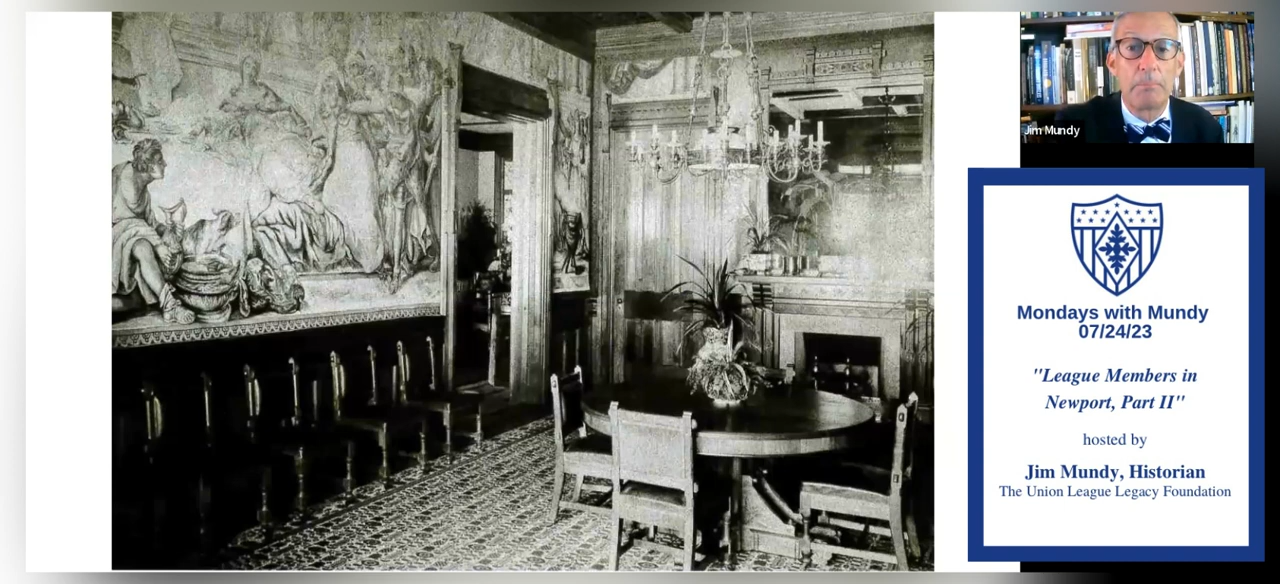 Jim Mundy
Mondays with Mundy
07/24/23
"League Members in
Newport, Part II"
hosted by
Jim Mundy, Historian
The Union League Legacy Foundation